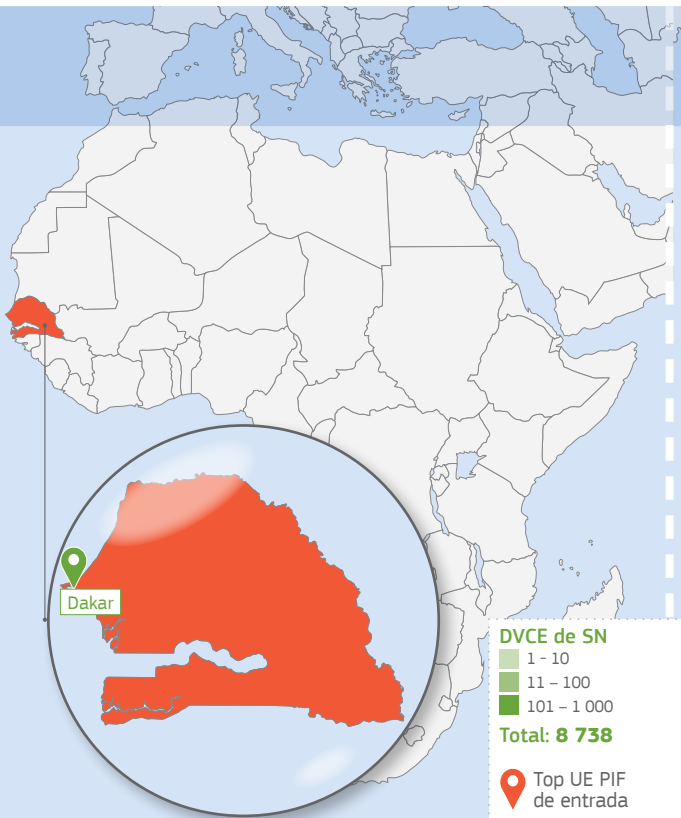 Dakar
DVCE de SN
1 - 10
11 – 100
101 – 1 000
Total: 8 738
Top UE PIF
de entrada